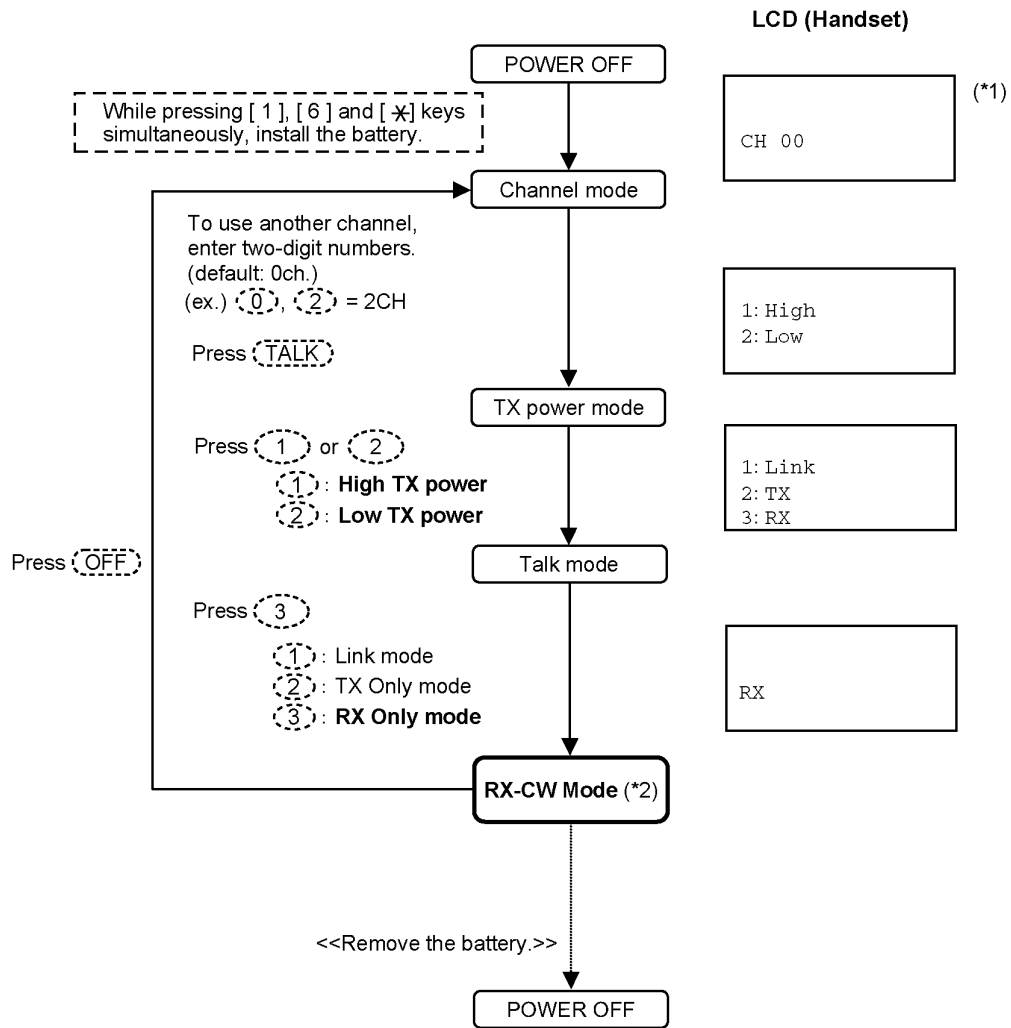 LCD (Handset)
POWER OFF
(*1)
While pressing [ 1 ], [ 6 ] and [ * ] keys
simultaneously, install the battery.
CH 00
Channel mode
To use another channel,
enter two-digit numbers.
(default: 0ch.)
(ex.) 0, 2 = 2CH
1: High
2: Low
Press TALK
TX power mode
Press 1 or 2
1 : High TX power
2 : Low TX power
1: Link
2: TX
3: RX
Press OFF
Talk mode
Press 3
1 : Link mode
2 : TX Only mode
3 : RX Only mode
RX
RX-CW Mode (*2)
<<Remove the battery.>>
POWER OFF